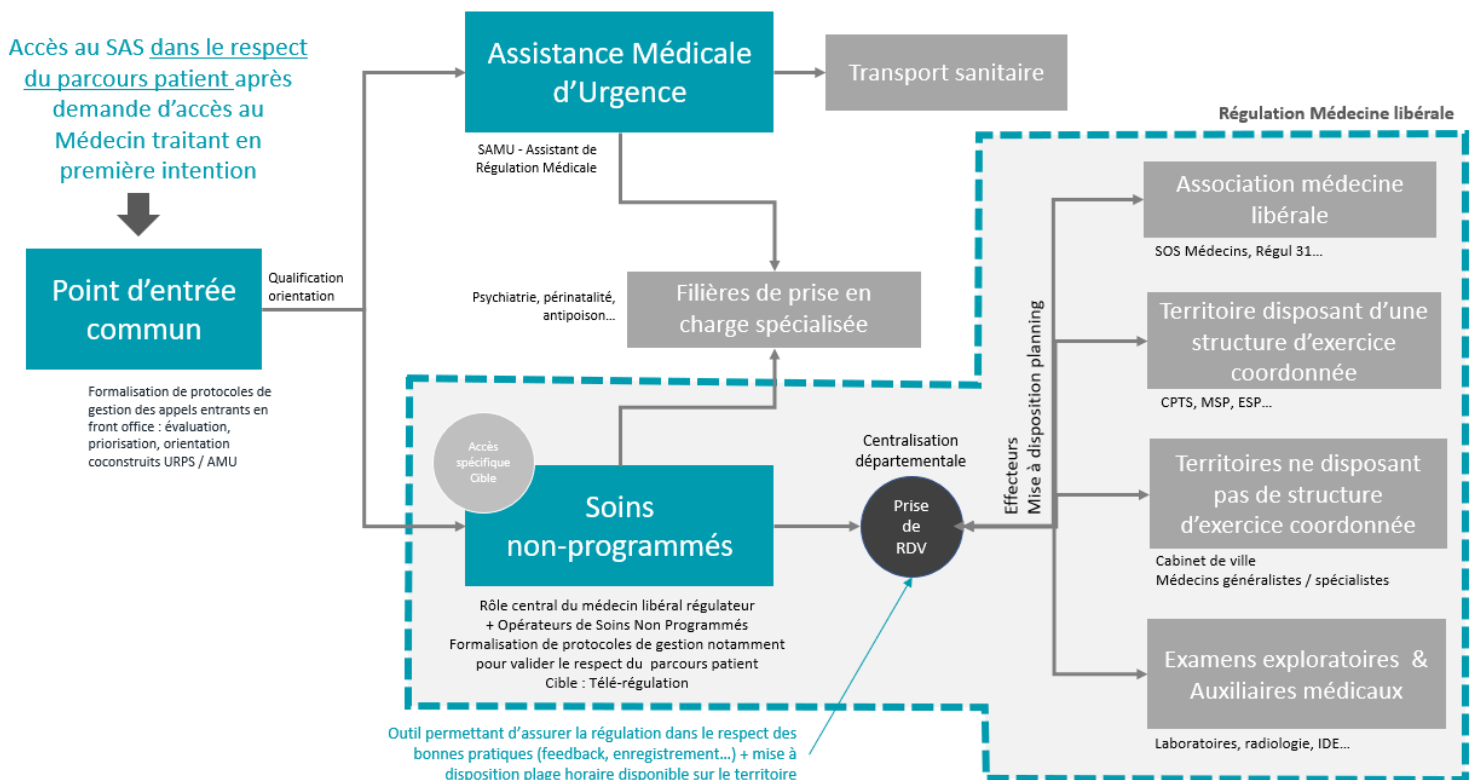 Accès au SAS dans le respect
du parcours patient après
demande d'accès au
Médecin traitant en
première intention
Point d'entrée
commun
Qualification
orientation
Formalisation de protocoles de
gestion des appels entrants en
front office : évaluation,
priorisation, orientation
coconstruits URPS / AMU
Assistance Médicale
d'Urgence
SAMU - Assistant de
Régulation Médicale
Transport sanitaire
Psychiatrie, périnatalité,
antipoison...
Filières de prise en
charge spécialisée
Accès
spécifique
Cible
Soins
non-programmés
Rôle central du médecin libéral régulateur
+ Opérateurs de Soins Non Programmés
Formalisation de protocoles de gestion notamment
pour valider le respect du parcours patient
Cible : Télé-régulation
Centralisation
départementale
Prise
de
RDV
Outil permettant d'assurer la régulation dans le respect des
bonnes pratiques (feedback, enregistrement...) + mise à
disposition plage horaire disponible sur le territoire
Effecteurs
Mise à disposition planning
Régulation Médecine libérale
Association médecine
libérale
SOS Médecins, Régul 31...
Territoire disposant d'une
structure d'exercice
coordonnée
CPTS, MSP, ESP...
Territoires ne disposant
pas de structure
d'exercice coordonnée
Cabinet de ville
Médecins généralistes / spécialistes
Examens exploratoires &
Auxiliaires médicaux
Laboratoires, radiologie, IDE...